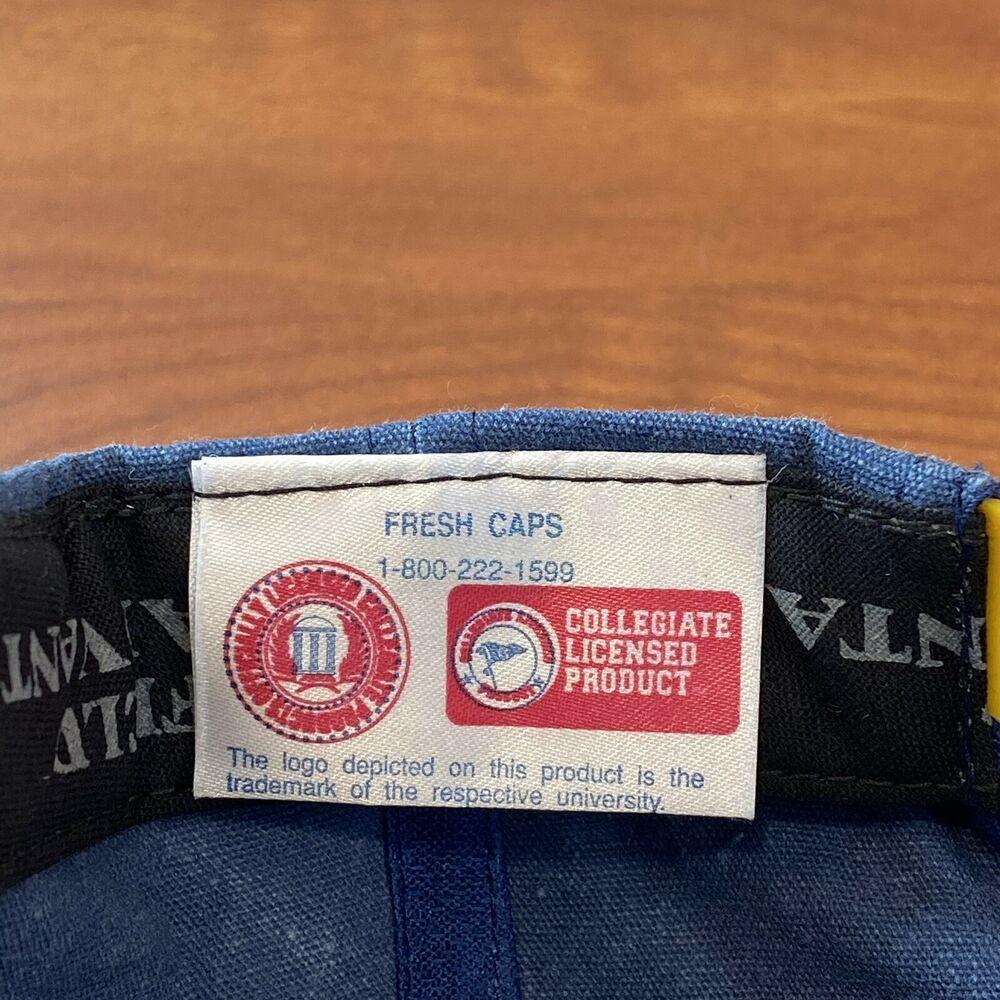 FRESH CAPS
1-800-222-1599
COLLEGIATE
LICENSED
PRODUCT
The logo depicted on this product is the
trademark of the respective university.